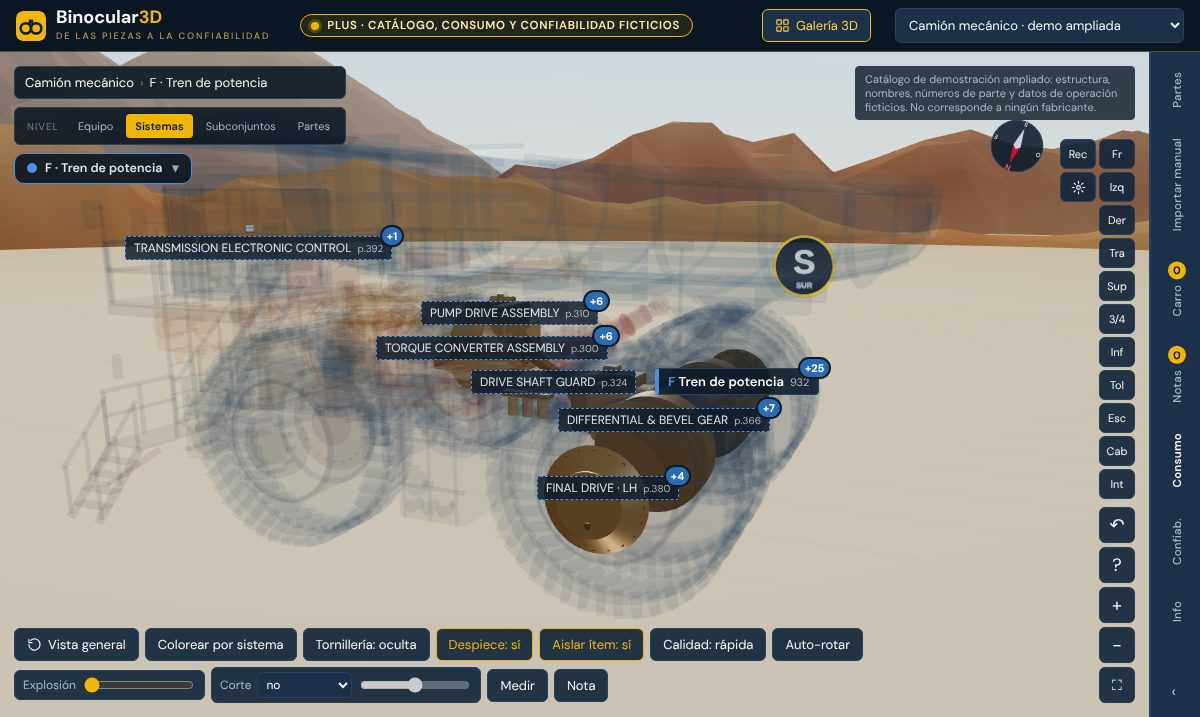 Binocular3D
DE LAS PIEZAS A LA CONFIABILIDAD
PLUS · CATÁLOGO, CONSUMO Y CONFIABILIDAD FICTICIOS
Galería 3D
Camión mecánico · demo ampliada
Camión mecánico › F · Tren de potencia
NIVEL Equipo Sistemas Subconjuntos Partes
F · Tren de potencia ▾
Catálogo de demostración ampliado: estructura,
nombres, números de parte y datos de operación
ficticios. No corresponde a ningún fabricante.
N
Rec Fr
Izq
Der
Tra
Sup
3/4
Inf
Tol
Esc
Cab
Int
↶
?
+
−
Partes
Importar manual
Carro 0
Notas 0
Consumo
Confiab.
Info
‹
S
SUR
TRANSMISSION ELECTRONIC CONTROL p.392 +1
PUMP DRIVE ASSEMBLY p.310 +6
TORQUE CONVERTER ASSEMBLY p.300 +6
DRIVE SHAFT GUARD p.324
F Tren de potencia 932 +25
DIFFERENTIAL & BEVEL GEAR p.366 +7
FINAL DRIVE · LH p.380 +4
Vista general
Colorear por sistema
Tornillería: oculta
Despiece: sí
Aislar ítem: sí
Calidad: rápida
Auto-rotar
Explosión
Corte no
Medir
Nota